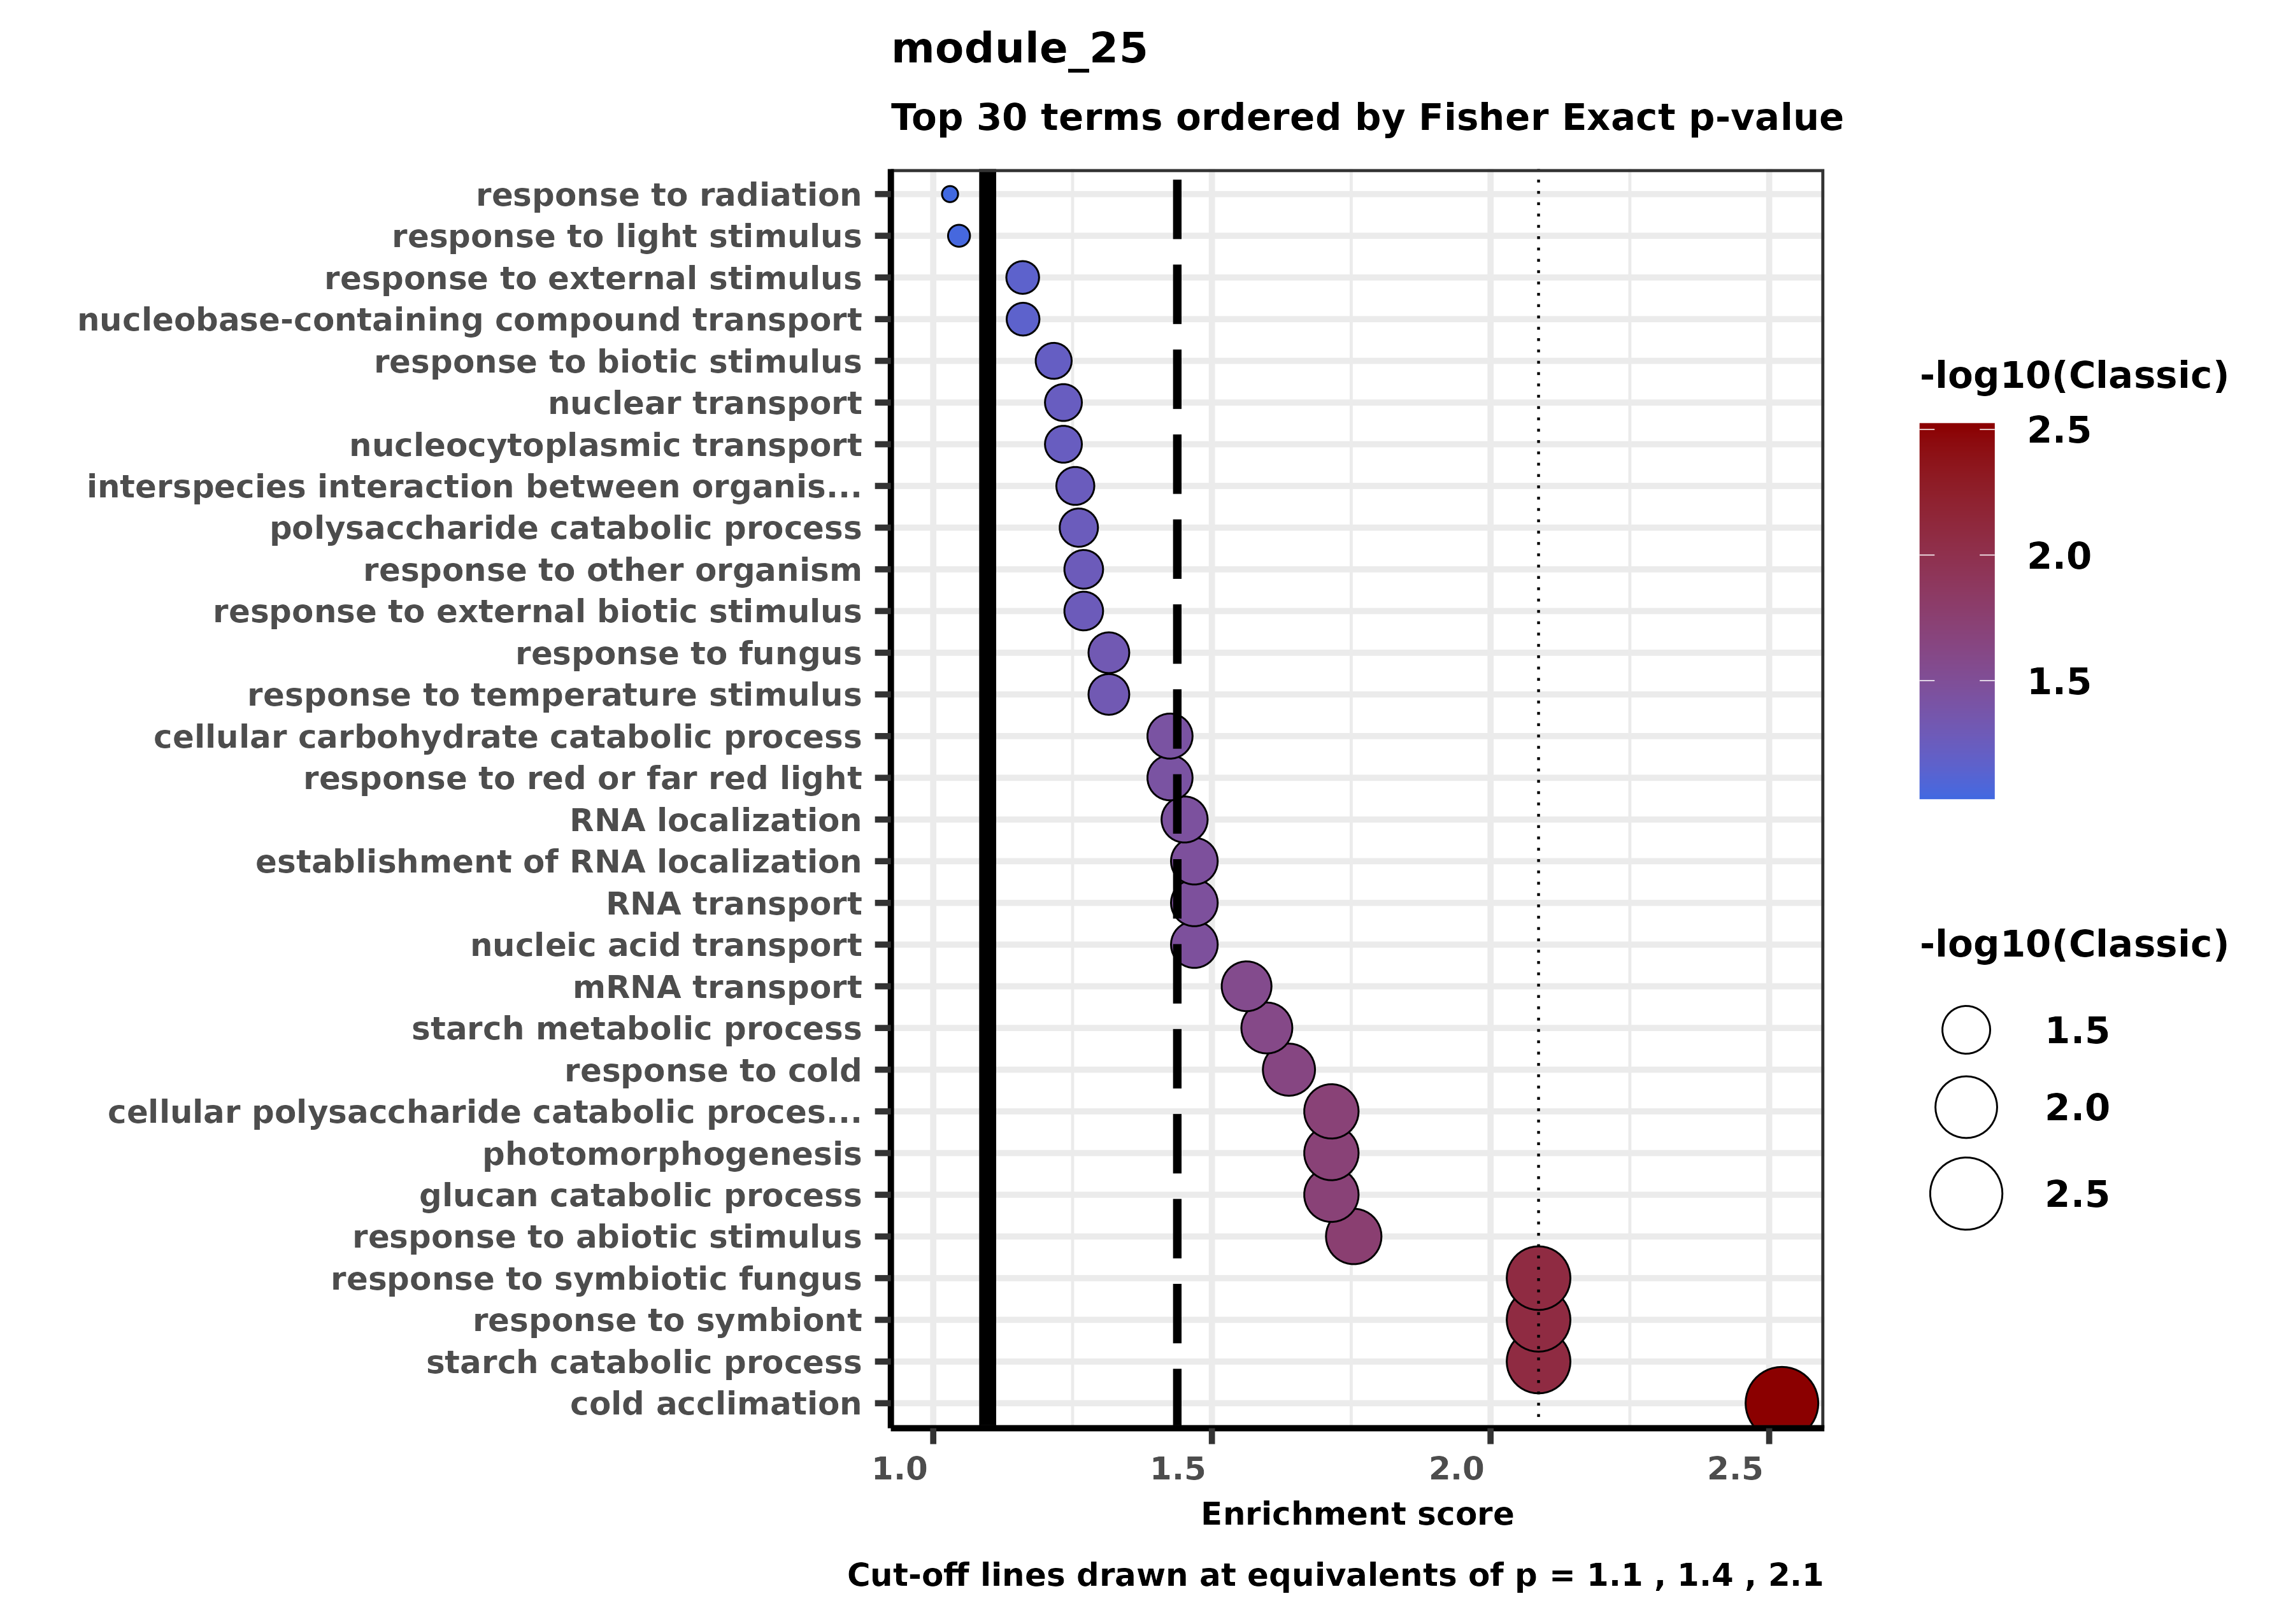 module_25
Top 30 terms ordered by Fisher Exact p-value
response to radiation
response to light stimulus
response to external stimulus
nucleobase-containing compound transport
response to biotic stimulus
nuclear transport
nucleocytoplasmic transport
interspecies interaction between organis...
polysaccharide catabolic process
response to other organism
response to external biotic stimulus
response to fungus
response to temperature stimulus
cellular carbohydrate catabolic process
response to red or far red light
RNA localization
establishment of RNA localization
RNA transport
nucleic acid transport
mRNA transport
starch metabolic process
response to cold
cellular polysaccharide catabolic proces...
photomorphogenesis
glucan catabolic process
response to abiotic stimulus
response to symbiotic fungus
response to symbiont
starch catabolic process
cold acclimation
1.0 1.5 2.0 2.5
Enrichment score
Cut-off lines drawn at equivalents of p = 1.1 , 1.4 , 2.1
-log10(Classic)
2.5
2.0
1.5
-log10(Classic)
1.5
2.0
2.5